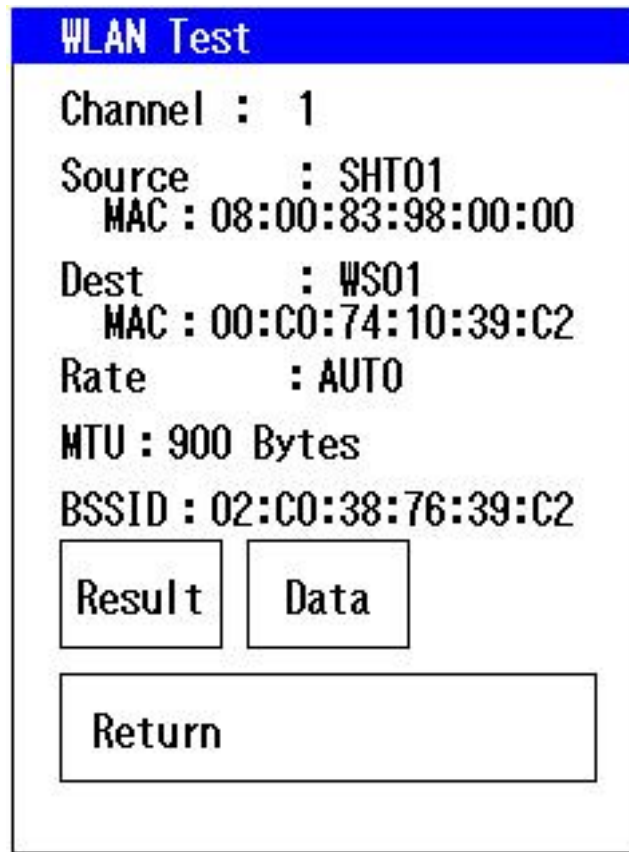 WLAN Test
Channel : 1
Source : SHT01
MAC : 08:00:83:98:00:00
Dest : WS01
MAC : 00:C0:74:10:39:C2
Rate : AUTO
MTU : 900 Bytes
BSSID : 02:C0:38:76:39:C2
Result Data
Return